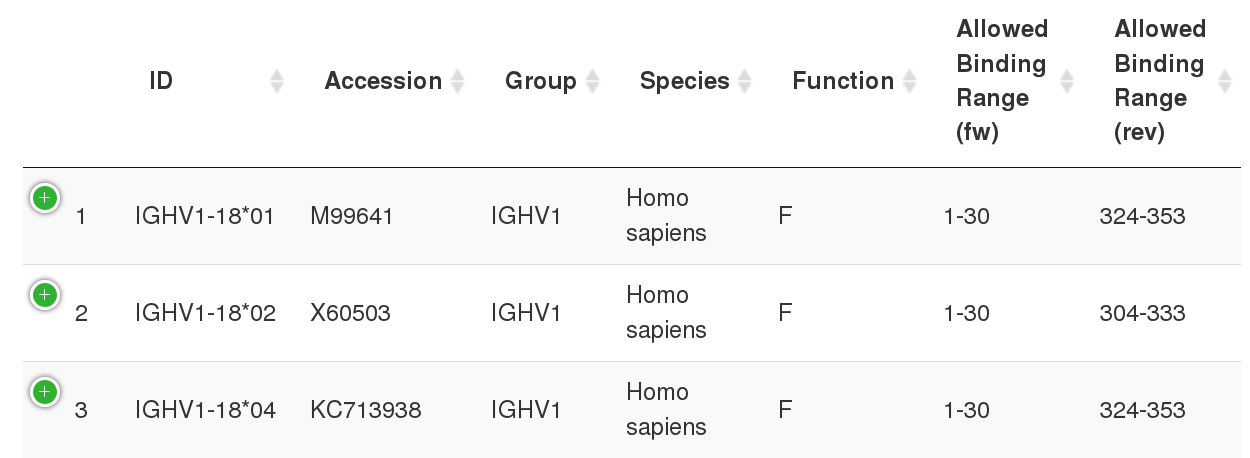 ID Accession Group Species Function Allowed Binding Range (fw) Allowed Binding Range (rev)
1 IGHV1-18*01 M99641 IGHV1 Homo sapiens F 1-30 324-353
2 IGHV1-18*02 X60503 IGHV1 Homo sapiens F 1-30 304-333
3 IGHV1-18*04 KC713938 IGHV1 Homo sapiens F 1-30 324-353